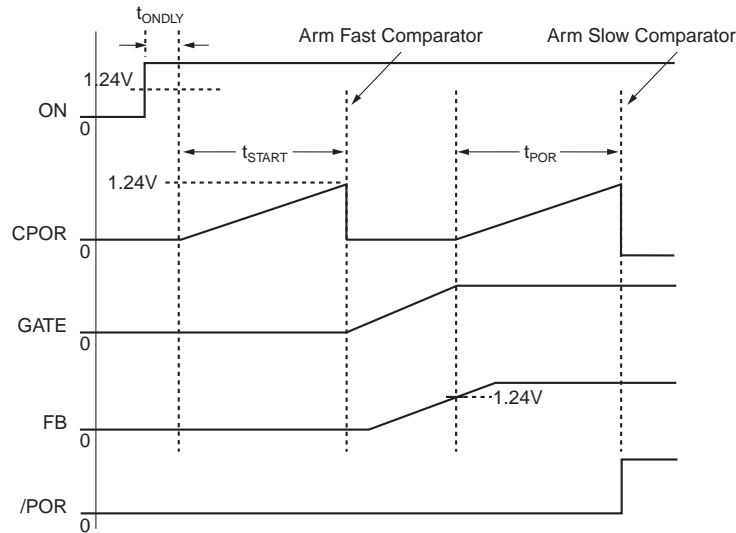 tONDLY
Arm Fast Comparator
Arm Slow Comparator
1.24V
ON
0
tSTART
tPOR
1.24V
CPOR
0
GATE
0
1.24V
FB
0
/POR
0